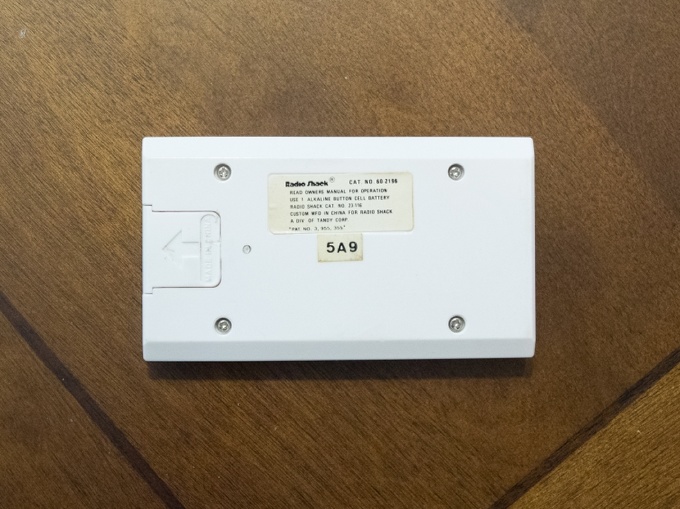 Radio Shack® CAT. NO. 60 2196
READ OWNERS MANUAL FOR OPERATION
USE 1 ALKALINE BUTTON CELL BATTERY
RADIO SHACK CAT. NO. 23 116
CUSTOM MFD IN CHINA FOR RADIO SHACK
A DIV. OF TANDY CORP.
5A9